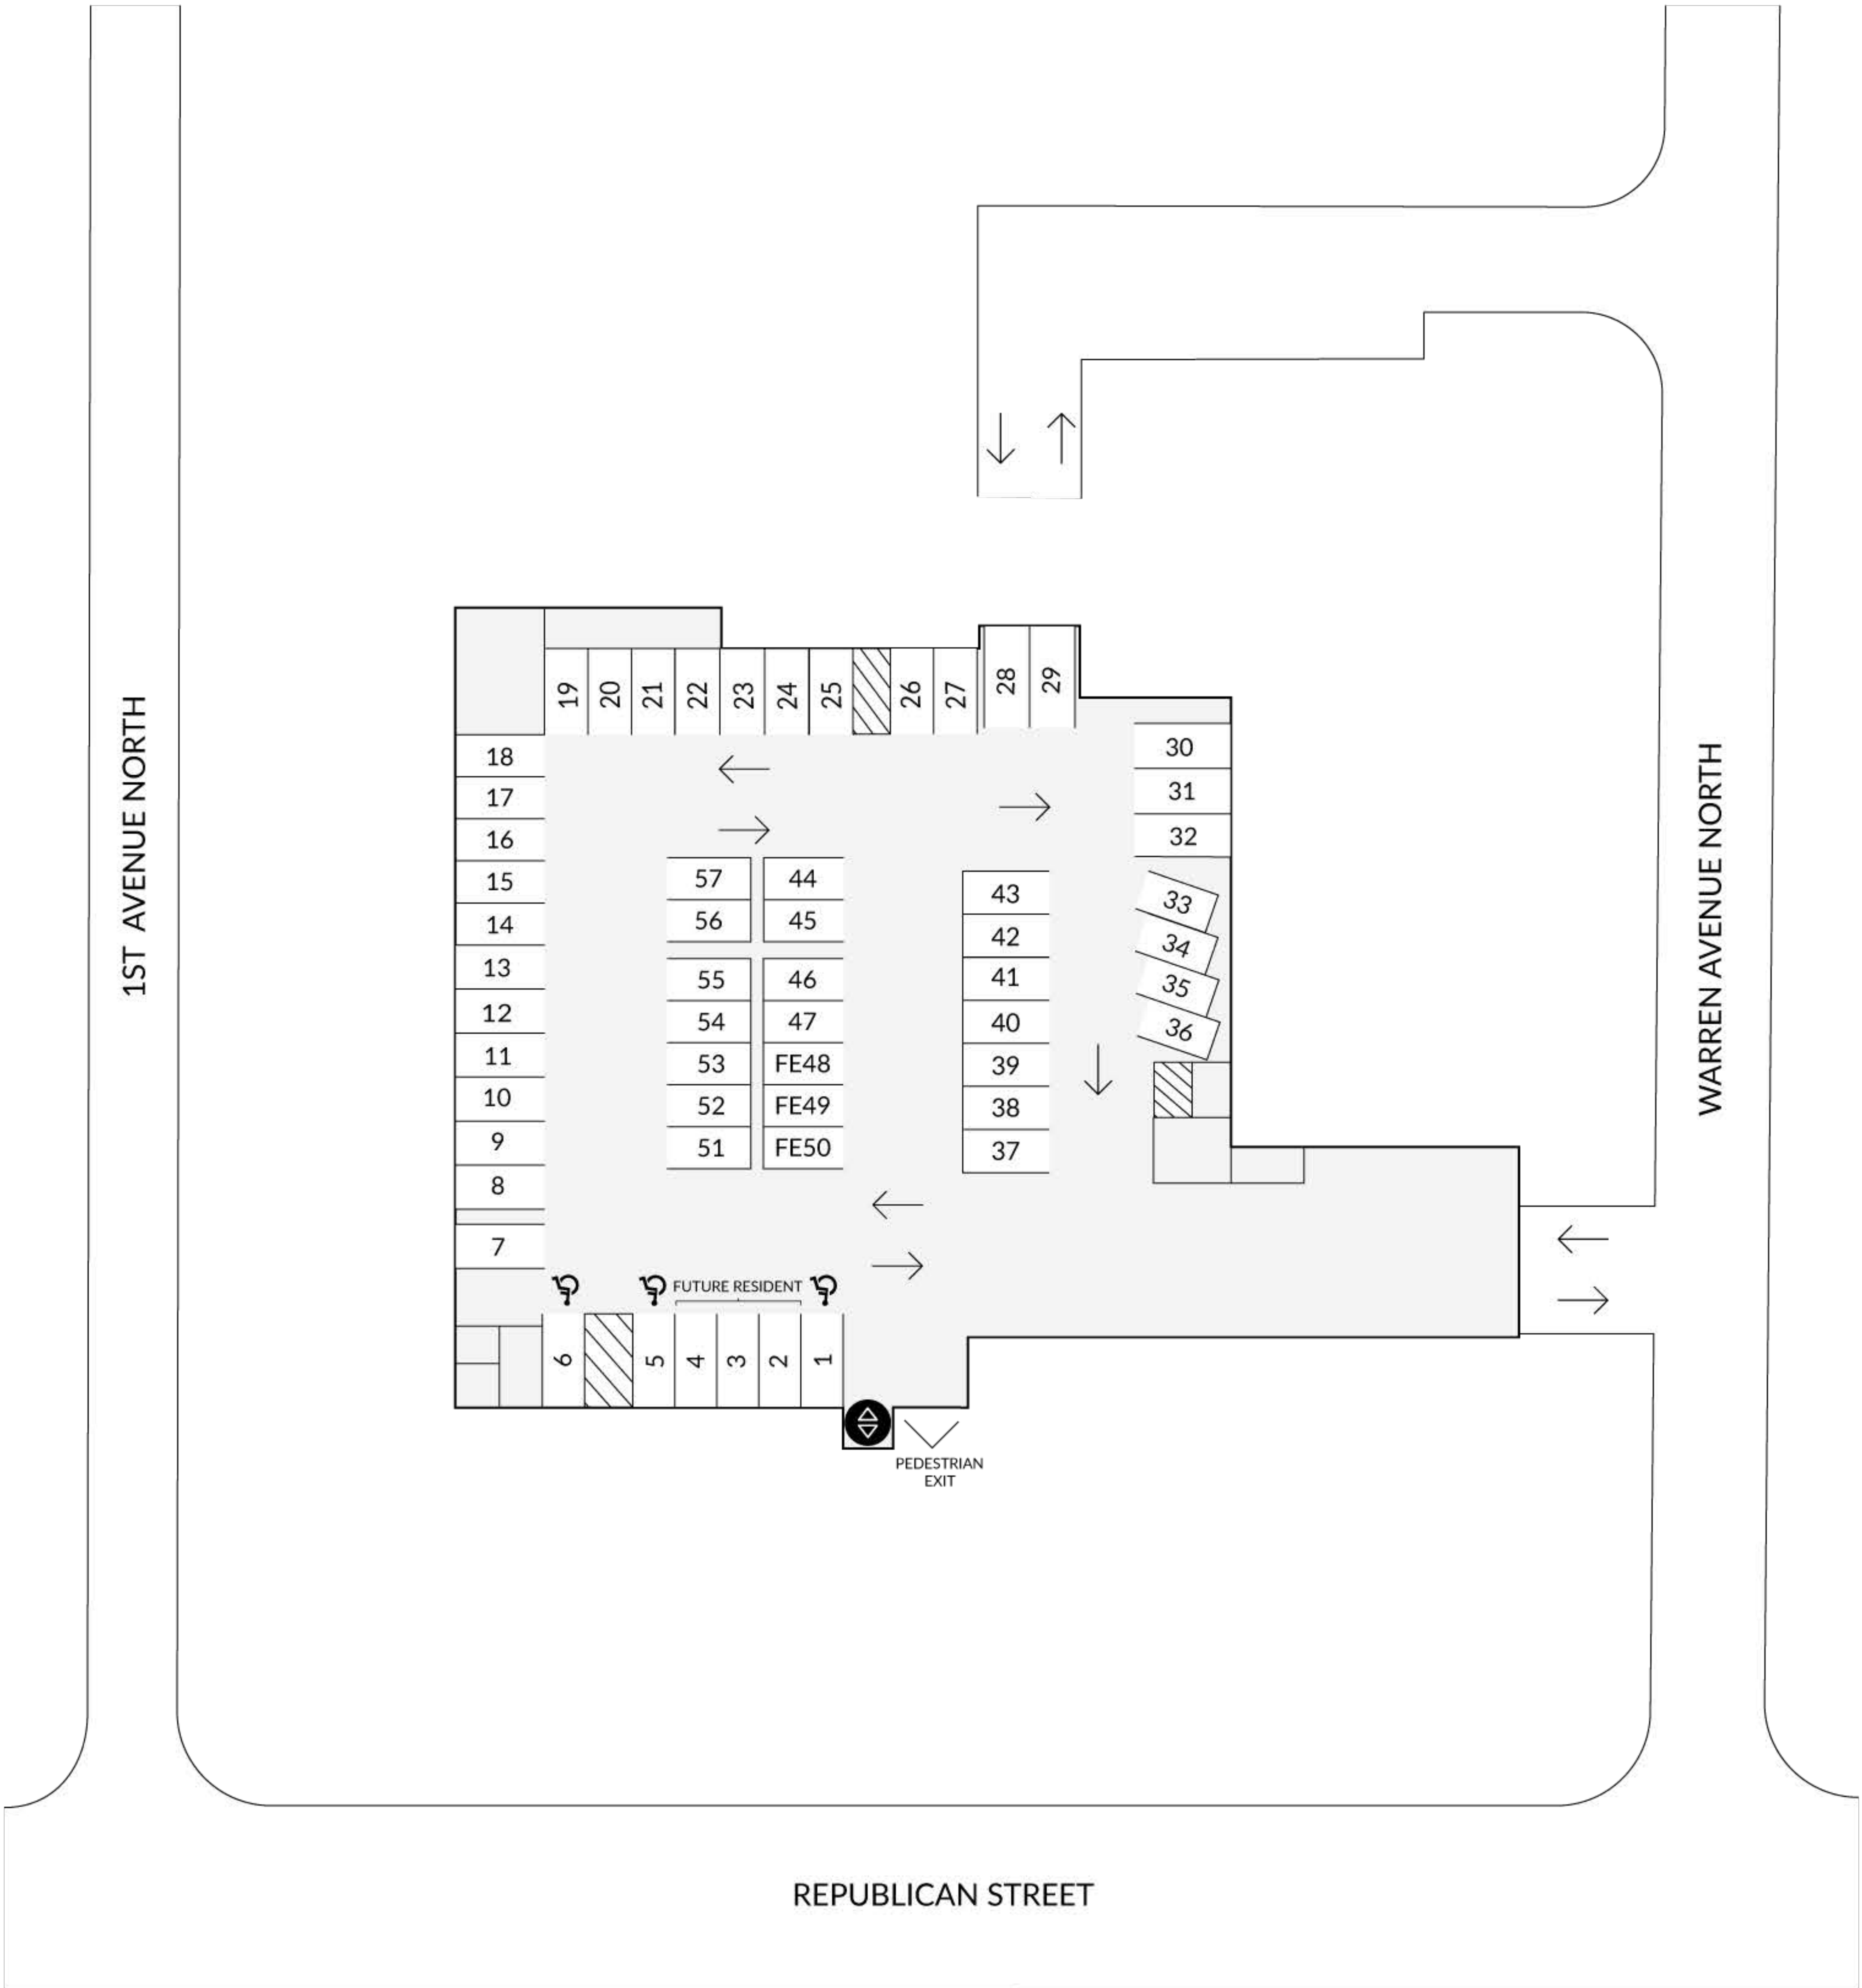 1ST AVENUE NORTH
WARREN AVENUE NORTH
19 20 21 22 23 24 25 26 27 28 29
18
17
16
15
14
13
12
11
10
9
8
7
30
31
32
33
34
35
36
57 44
56 45
55 46
54 47
53 FE48
52 FE49
51 FE50
43
42
41
40
39
38
37
FUTURE RESIDENT
6 5 4 3 2 1
PEDESTRIAN
EXIT
REPUBLICAN STREET